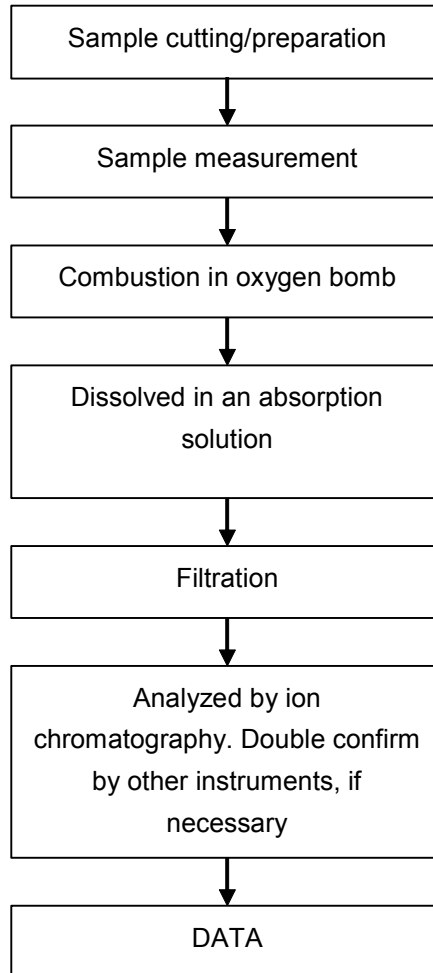 Sample cutting/preparation
Sample measurement
Combustion in oxygen bomb
Dissolved in an absorption
solution
Filtration
Analyzed by ion
chromatography. Double confirm
by other instruments, if
necessary
DATA